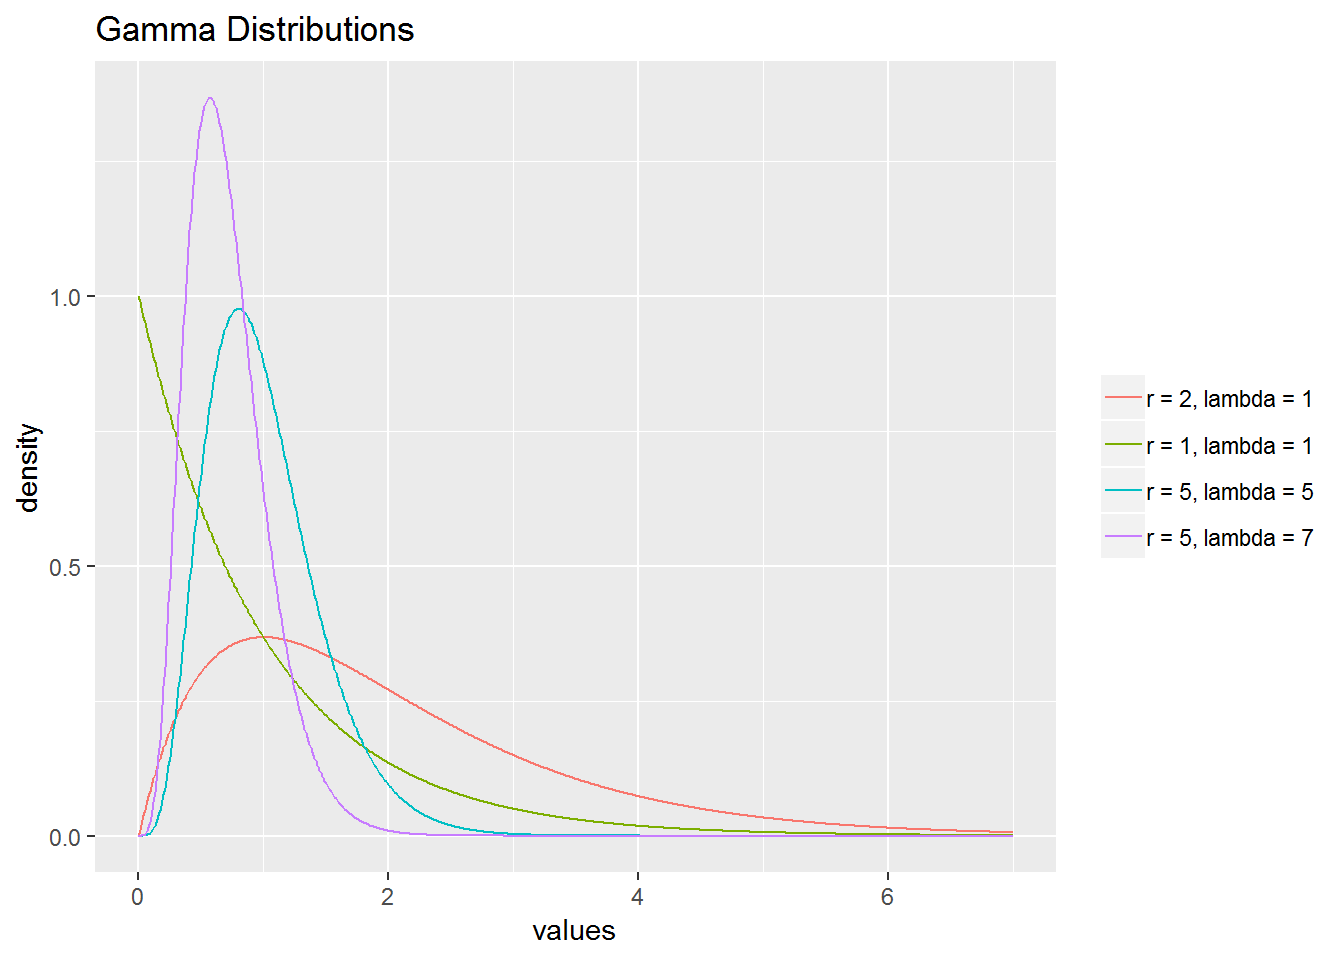 Gamma Distributions
density
1.0
0.5
0.0
0
2
4
6
values
r = 2, lambda = 1
r = 1, lambda = 1
r = 5, lambda = 5
r = 5, lambda = 7